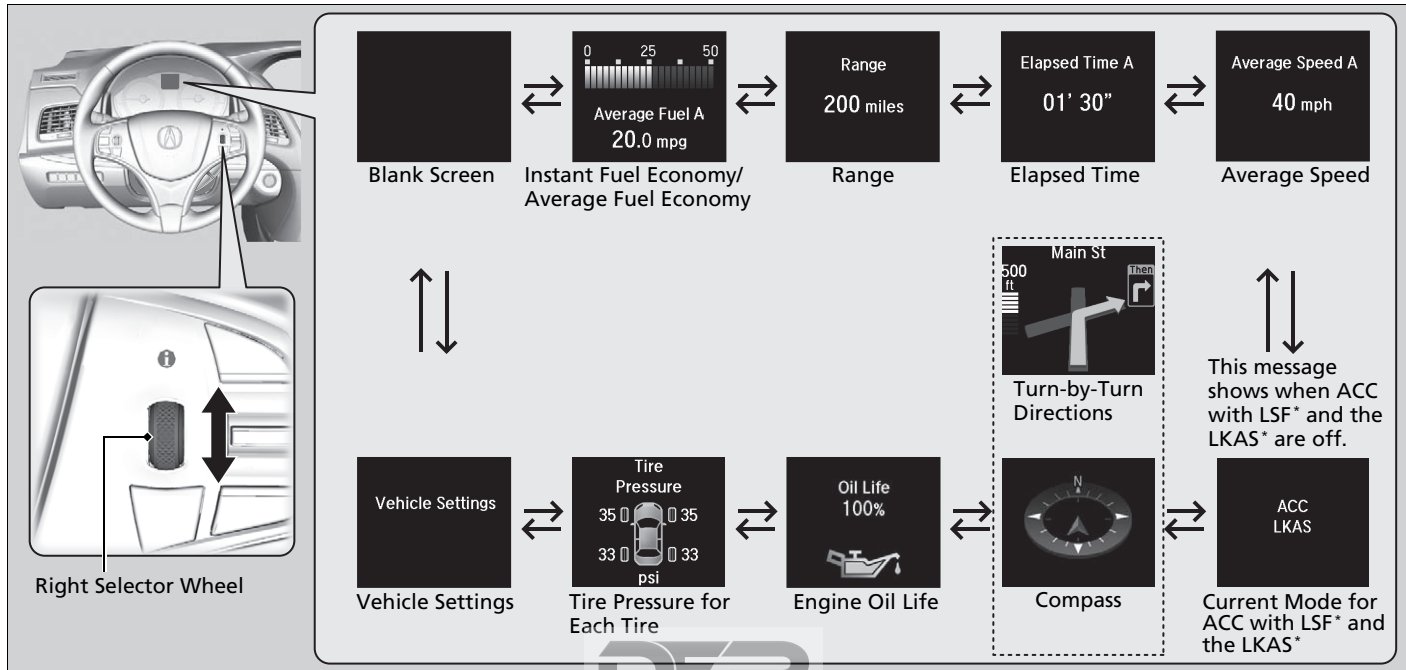 0 25 50
Average Fuel A
20.0 mpg
Range
200 miles
Elapsed Time A
01' 30”
Average Speed A
40 mph
Blank Screen
Instant Fuel Economy/
Average Fuel Economy
Range
Elapsed Time
Average Speed
Main St
500
ft
Then
Turn-by-Turn
Directions
This message
shows when ACC
with LSF* and the
LKAS* are off.
i
Right Selector Wheel
Vehicle Settings
Tire
Pressure
35 35
33 33
psi
Oil Life
100%
N
ACC
LKAS
Vehicle Settings
Tire Pressure for
Each Tire
Engine Oil Life
Compass
Current Mode for
ACC with LSF* and
the LKAS*